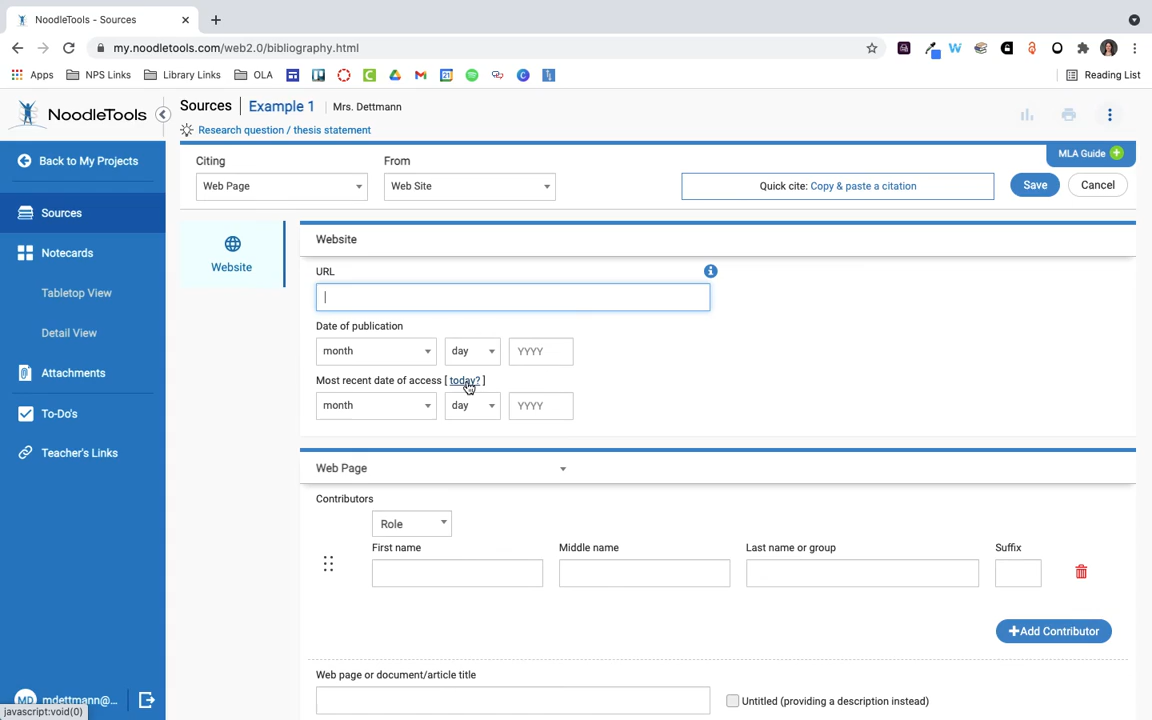 NoodleTools - Sources
my.noodletools.com/web2.0/bibliography.html
Apps NPS Links Library Links OLA Reading List
NoodleTools
Sources Example 1 Mrs. Dettmann
Research question / thesis statement
Back to My Projects
Sources
Notecards
Tabletop View
Detail View
Attachments
To-Do's
Teacher's Links
MD mdettmann@...
javascript:void(0)
MLA Guide
Citing From
Web Page Web Site Quick cite: Copy & paste a citation Save Cancel
Website
Website
URL
Date of publication
month day YYYY
Most recent date of access [ today? ]
month day YYYY
Web Page
Contributors
Role
First name Middle name Last name or group Suffix
+Add Contributor
Web page or document/article title
Untitled (providing a description instead)